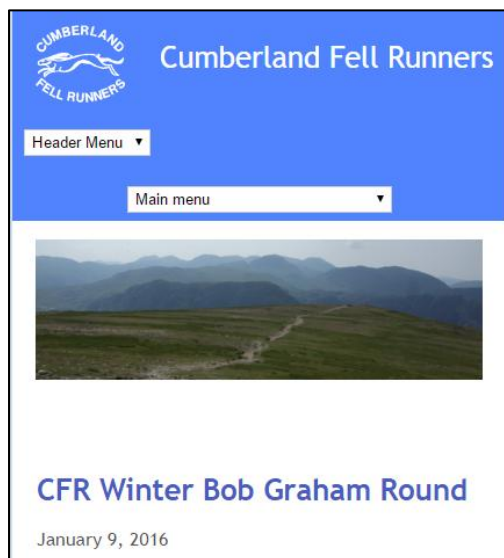 CUMBERLAND
FELL RUNNERS
Cumberland Fell Runners
Header Menu
Main menu
CFR Winter Bob Graham Round
January 9, 2016